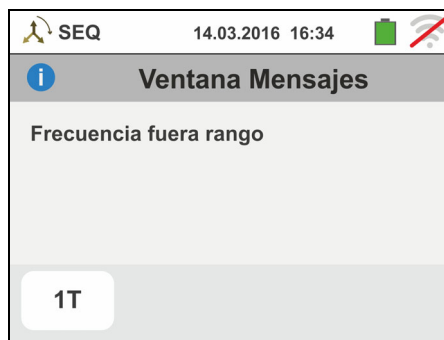 SEQ 14.03.2016 16:34
i Ventana Mensajes
Frecuencia fuera rango
1T